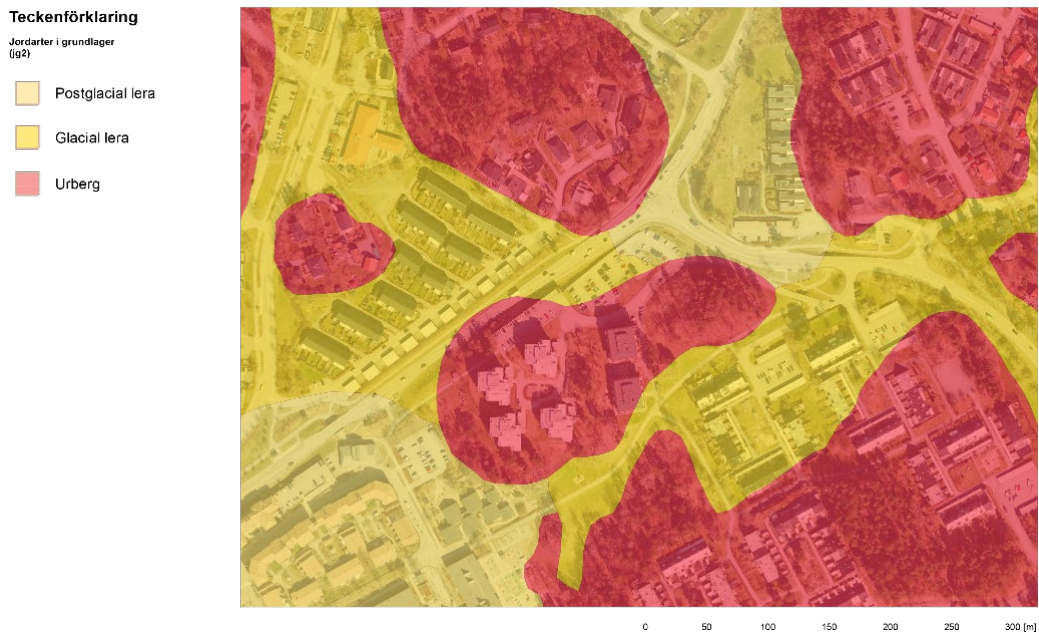 Teckenförklaring
Jordarter i grundlager
(jg2)
Postglacial lera
Glacial lera
Urberg
0 50 100 150 200 250 300 [m]